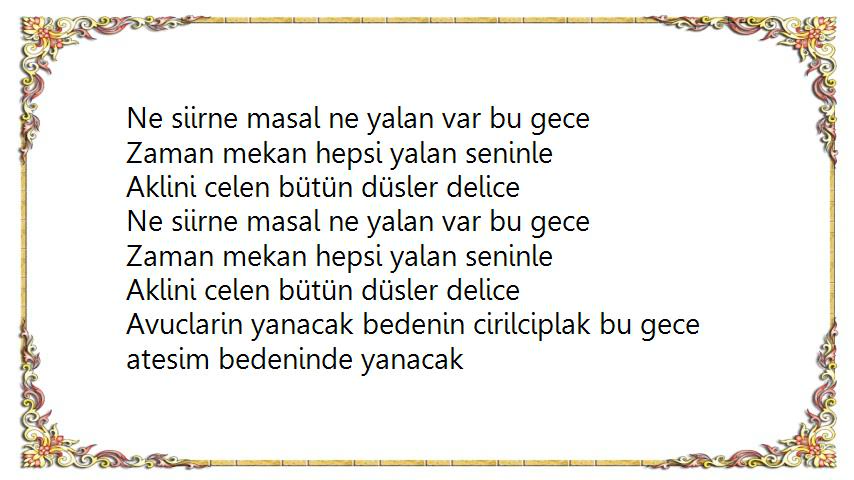 Ne siirne masal ne yalan var bu gece
Zaman mekan hepsi yalan seninle
Aklini celen bütün düsler delice
Ne siirne masal ne yalan var bu gece
Zaman mekan hepsi yalan seninle
Aklini celen bütün düsler delice
Avuclarin yanacak bedenin cirilciplak bu gece
atesim bedeninde yanacak